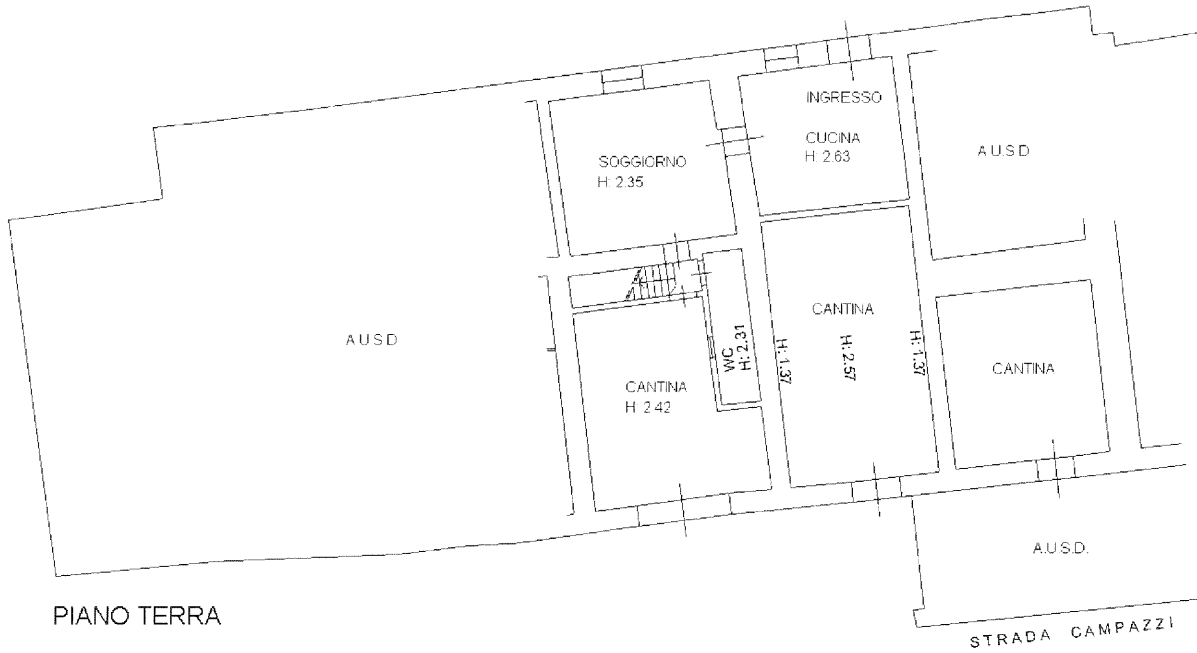 INGRESSO
CUCINA
H: 2.63
SOGGIORNO
H: 2.35
A.U.S.D
A.U.S.D
CANTINA
H: 1.37
H: 2.57
H: 1.37
WC
H: 2.31
CANTINA
H: 2.42
CANTINA
A.U.S.D.
PIANO TERRA
STRADA CAMPAZZI